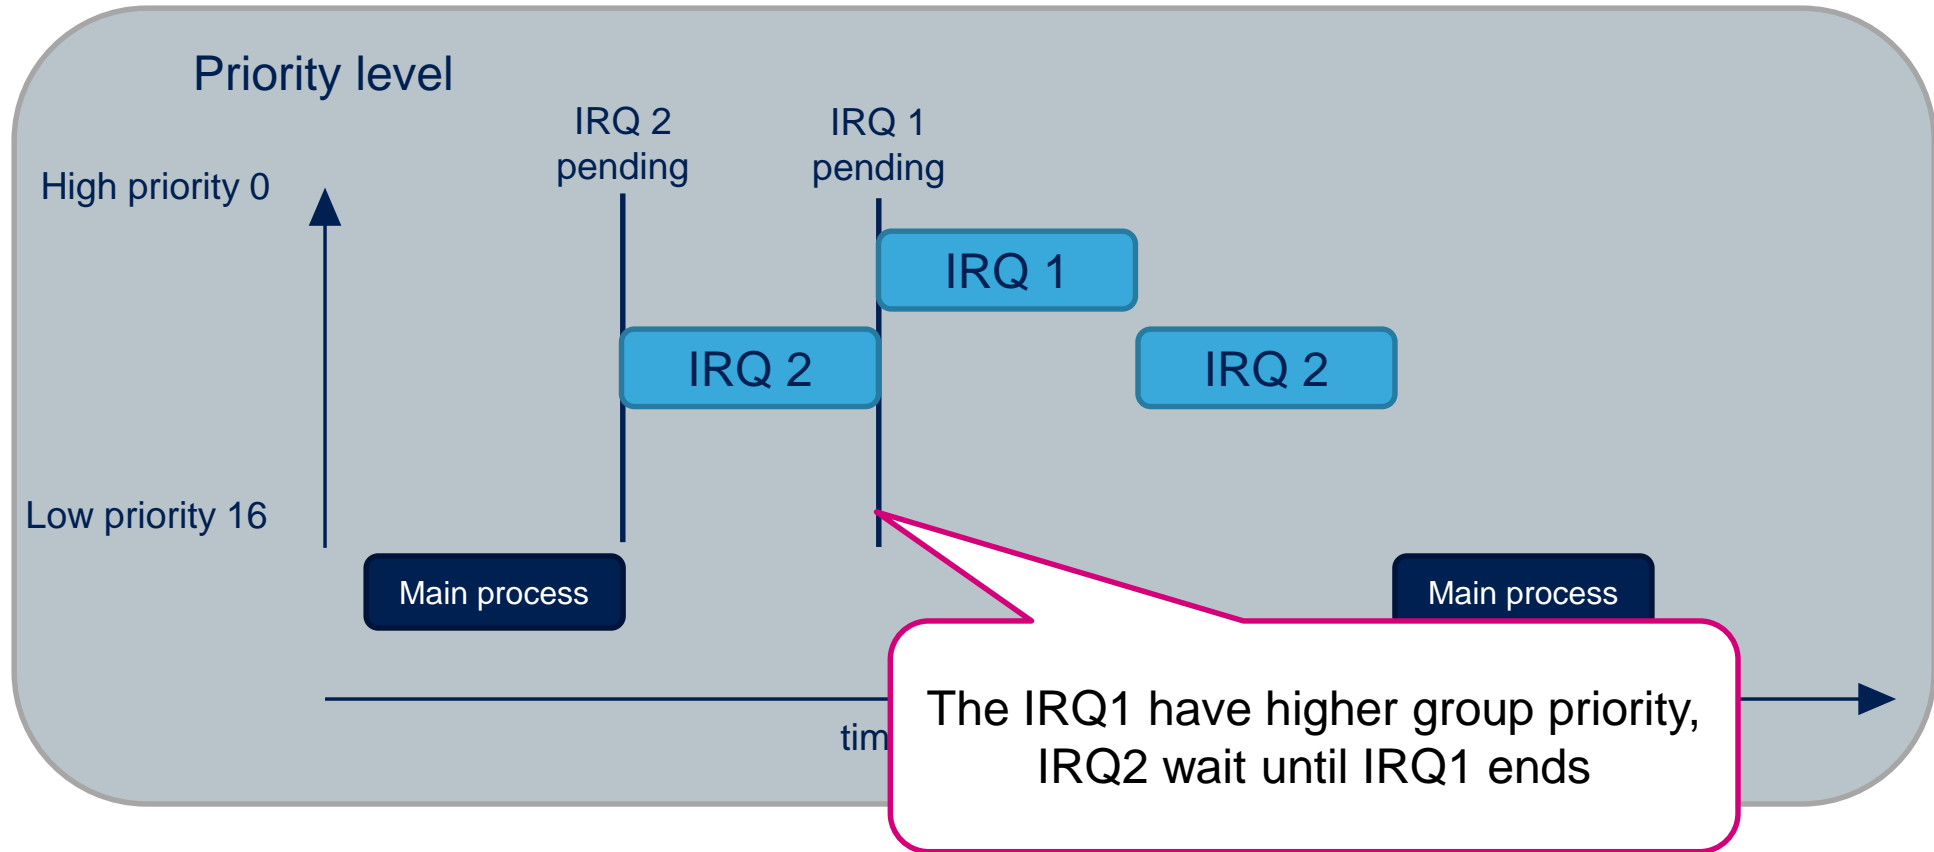 Priority level
IRQ 2
pending
IRQ 1
pending
High priority 0
IRQ 1
IRQ 2
IRQ 2
Low priority 16
Main process
Main process
The IRQ1 have higher group priority,
IRQ2 wait until IRQ1 ends